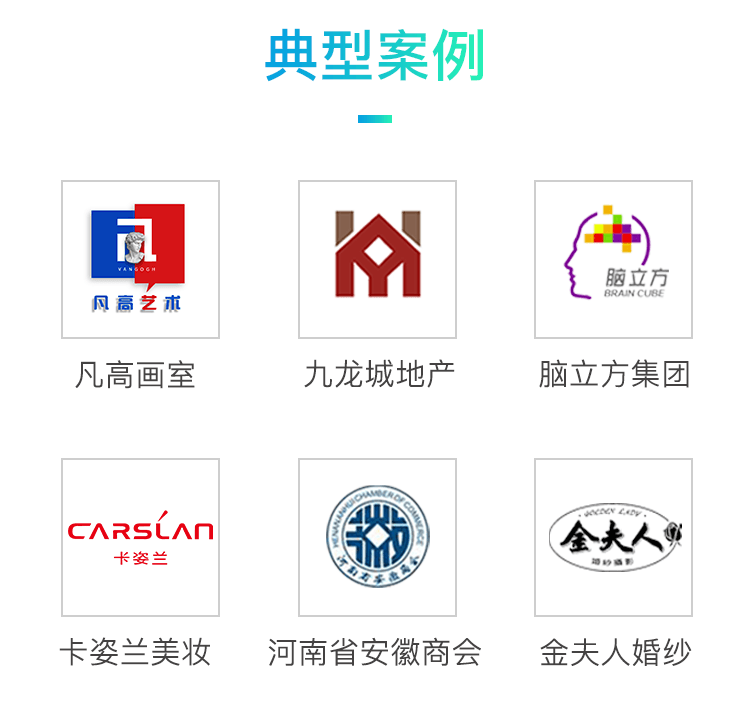 典型案例
VANGOGH
凡高艺术
脑立方
BRAIN CUBE
凡高画室
九龙城地产
脑立方集团
CARSLAN
卡姿兰
HENANANHUI CHAMBER OF COMMERCE
河南省安徽商会
GOLDEN LADY
金夫人
婚纱摄影
卡姿兰美妆
河南省安徽商会
金夫人婚纱